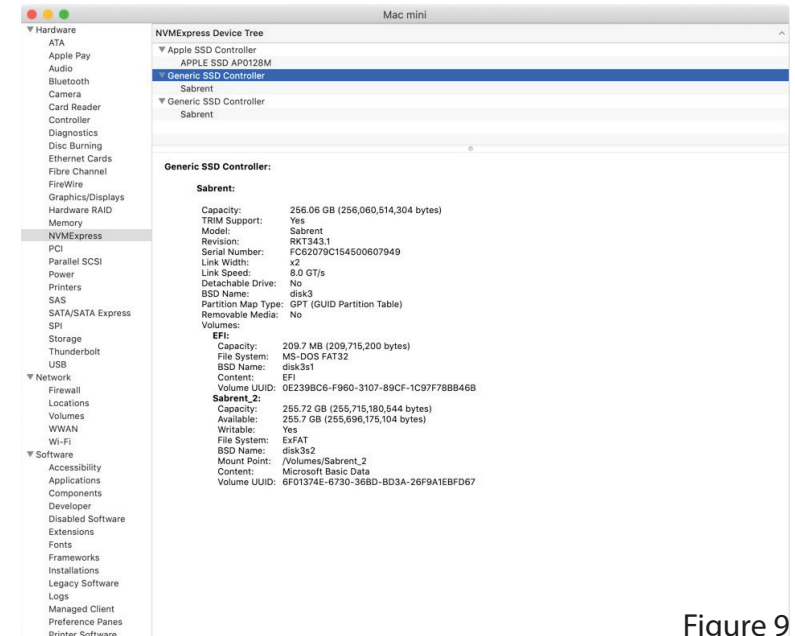 Mac mini
Hardware
ATA
Apple Pay
Audio
Bluetooth
Camera
Card Reader
Controller
Diagnostics
Disc Burning
Ethernet Cards
Fibre Channel
FireWire
Graphics/Displays
Hardware RAID
Memory
NVMExpress
PCI
Parallel SCSI
Power
Printers
SAS
SATA/SATA Express
SPI
Storage
Thunderbolt
USB
Network
Firewall
Locations
Volumes
WWAN
Wi-Fi
Software
Accessibility
Applications
Components
Developer
Disabled Software
Extensions
Fonts
Frameworks
Installations
Legacy Software
Logs
Managed Client
Preference Panes
Printer Software
NVMExpress Device Tree
Apple SSD Controller
APPLE SSD AP0128M
Generic SSD Controller
Sabrent
Generic SSD Controller
Sabrent
Generic SSD Controller:
Sabrent:
Capacity: 256.06 GB (256,060,514,304 bytes)
TRIM Support: Yes
Model: Sabrent
Revision: RKT343.1
Serial Number: FC62079C154500607949
Link Width: x2
Link Speed: 8.0 GT/s
Detachable Drive: No
BSD Name: disk3
Partition Map Type: GPT (GUID Partition Table)
Removable Media: No
Volumes:
EFI:
Capacity: 209.7 MB (209,715,200 bytes)
File System: MS-DOS FAT32
BSD Name: disk3s1
Content: EFI
Volume UUID: 0E239BC6-F960-3107-89CF-1C97F78BB46B
Sabrent_2:
Capacity: 255.72 GB (255,715,180,544 bytes)
Available: 255.7 GB (255,696,175,104 bytes)
Writable: Yes
File System: ExFAT
BSD Name: disk3s2
Mount Point: /Volumes/Sabrent_2
Content: Microsoft Basic Data
Volume UUID: 6F01374E-6730-36BD-BD3A-26F9A1EBFD67
Figure 9